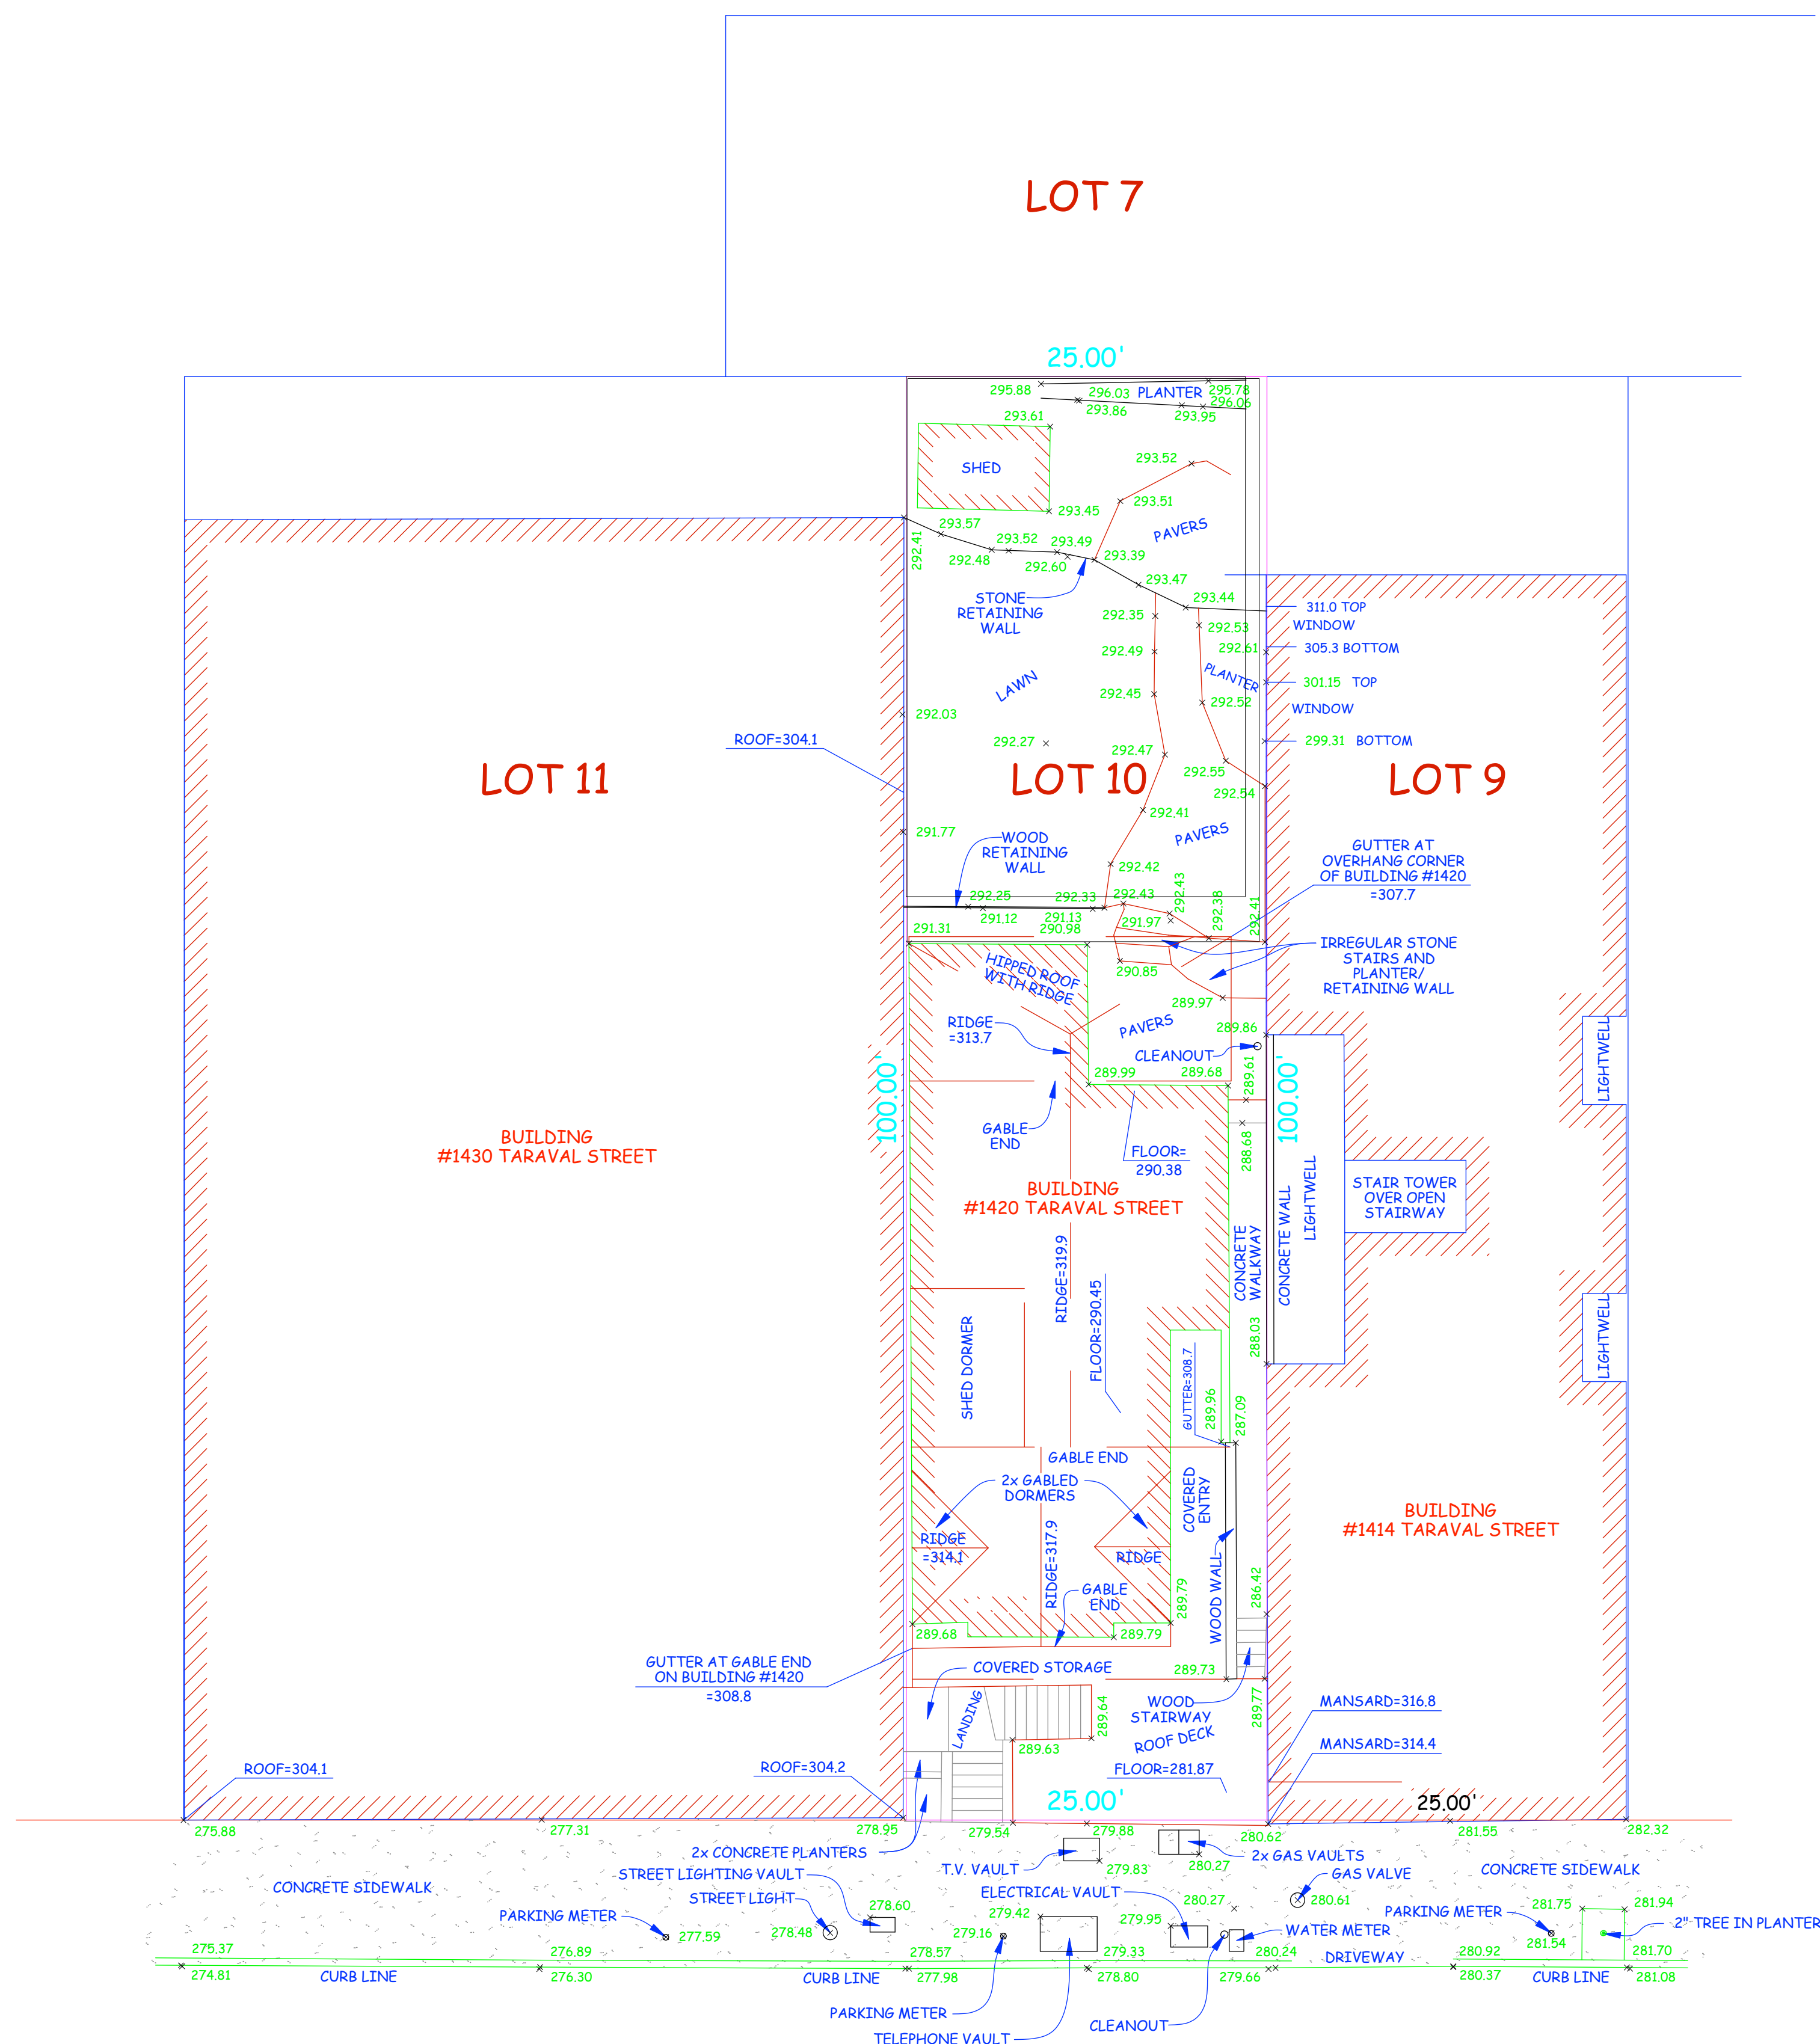 LOT 7
25.00'
295.88
296.03
PLANTER
295.78
293.86
296.06
293.95
293.61
SHED
293.52
293.51
293.45
PAVERS
293.57
293.52
293.49
292.41
292.48
292.60
293.39
293.47
STONE
RETAINING
WALL
293.44
292.35
292.53
311.0 TOP
WINDOW
292.49
292.61
305.3 BOTTOM
LAWN
292.45
PLANTER
292.52
301.15 TOP
WINDOW
292.03
ROOF=304.1
292.27
292.47
299.31 BOTTOM
LOT 11
LOT 10
LOT 9
292.55
292.54
292.41
291.77
WOOD
RETAINING
WALL
PAVERS
GUTTER AT
OVERHANG CORNER
OF BUILDING #1420
=307.7
292.42
292.25
292.33
292.43
292.43
291.12
291.13
291.97
292.38
292.41
291.31
290.98
IRREGULAR STONE
STAIRS AND
PLANTER/
RETAINING WALL
HIPPED ROOF
WITH RIDGE
290.85
289.97
RIDGE
=313.7
PAVERS
289.86
CLEANOUT
289.99
289.68
289.61
100.00'
100.00'
LIGHTWELL
GABLE
END
FLOOR=
290.38
288.68
BUILDING
#1430 TARAVAL STREET
BUILDING
#1420 TARAVAL STREET
CONCRETE WALL
LIGHTWELL
STAIR TOWER
OVER OPEN
STAIRWAY
RIDGE=319.9
CONCRETE
WALKWAY
FLOOR=290.45
SHED DORMER
288.03
LIGHTWELL
GUTTER=308.7
289.96
287.09
GABLE END
2x GABLED
DORMERS
COVERED
ENTRY
BUILDING
#1414 TARAVAL STREET
RIDGE
=314.1
RIDGE=317.9
RIDGE
WOOD WALL
286.42
GABLE
END
289.79
289.68
289.79
GUTTER AT GABLE END
ON BUILDING #1420
=308.8
COVERED STORAGE
289.73
LANDING
289.64
WOOD
STAIRWAY
289.77
MANSARD=316.8
289.63
ROOF DECK
MANSARD=314.4
ROOF=304.1
ROOF=304.2
FLOOR=281.87
25.00'
25.00'
275.88
277.31
278.95
279.54
279.88
280.62
281.55
282.32
2x CONCRETE PLANTERS
T.V. VAULT
279.83
280.27
2x GAS VAULTS
CONCRETE SIDEWALK
STREET LIGHTING VAULT
STREET LIGHT
ELECTRICAL VAULT
GAS VALVE
CONCRETE SIDEWALK
PARKING METER
277.59
278.48
278.60
279.16
279.42
279.95
280.27
280.61
PARKING METER
281.54
281.75
281.94
2" TREE IN PLANTER
WATER METER
275.37
276.89
278.57
279.33
280.24
DRIVEWAY
280.92
281.70
274.81
CURB LINE
276.30
CURB LINE
277.98
278.80
279.66
280.37
CURB LINE
281.08
PARKING METER
CLEANOUT
TELEPHONE VAULT